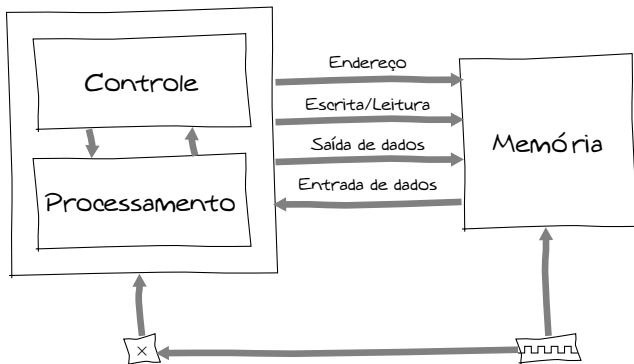 Controle
Processamento
Endereço
Escrita/Leitura
Saída de dados
Entrada de dados
Memória
×